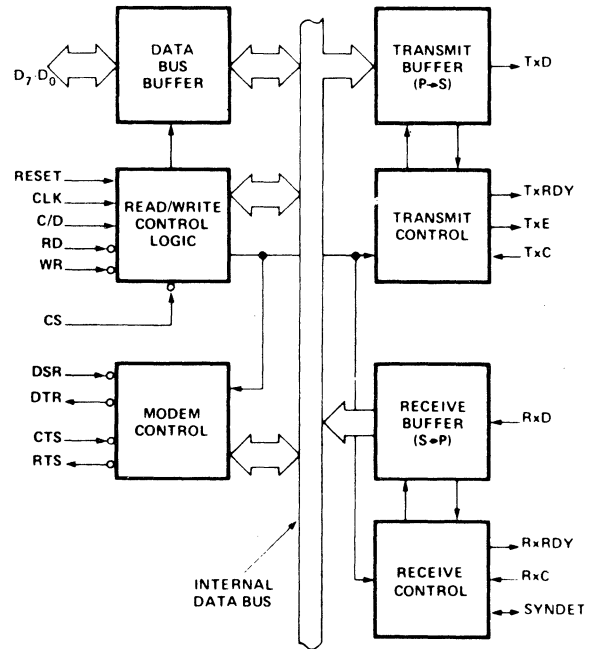 D7-D0
DATA
BUS
BUFFER
TRANSMIT
BUFFER
(P→S)
TxD
RESET
CLK
C/D
RD
WR
CS
READ/WRITE
CONTROL
LOGIC
TRANSMIT
CONTROL
TxRDY
TxE
TxC
DSR
DTR
CTS
RTS
MODEM
CONTROL
RECEIVE
BUFFER
(S→P)
RxD
INTERNAL
DATA BUS
RECEIVE
CONTROL
RxRDY
RxC
SYNDET